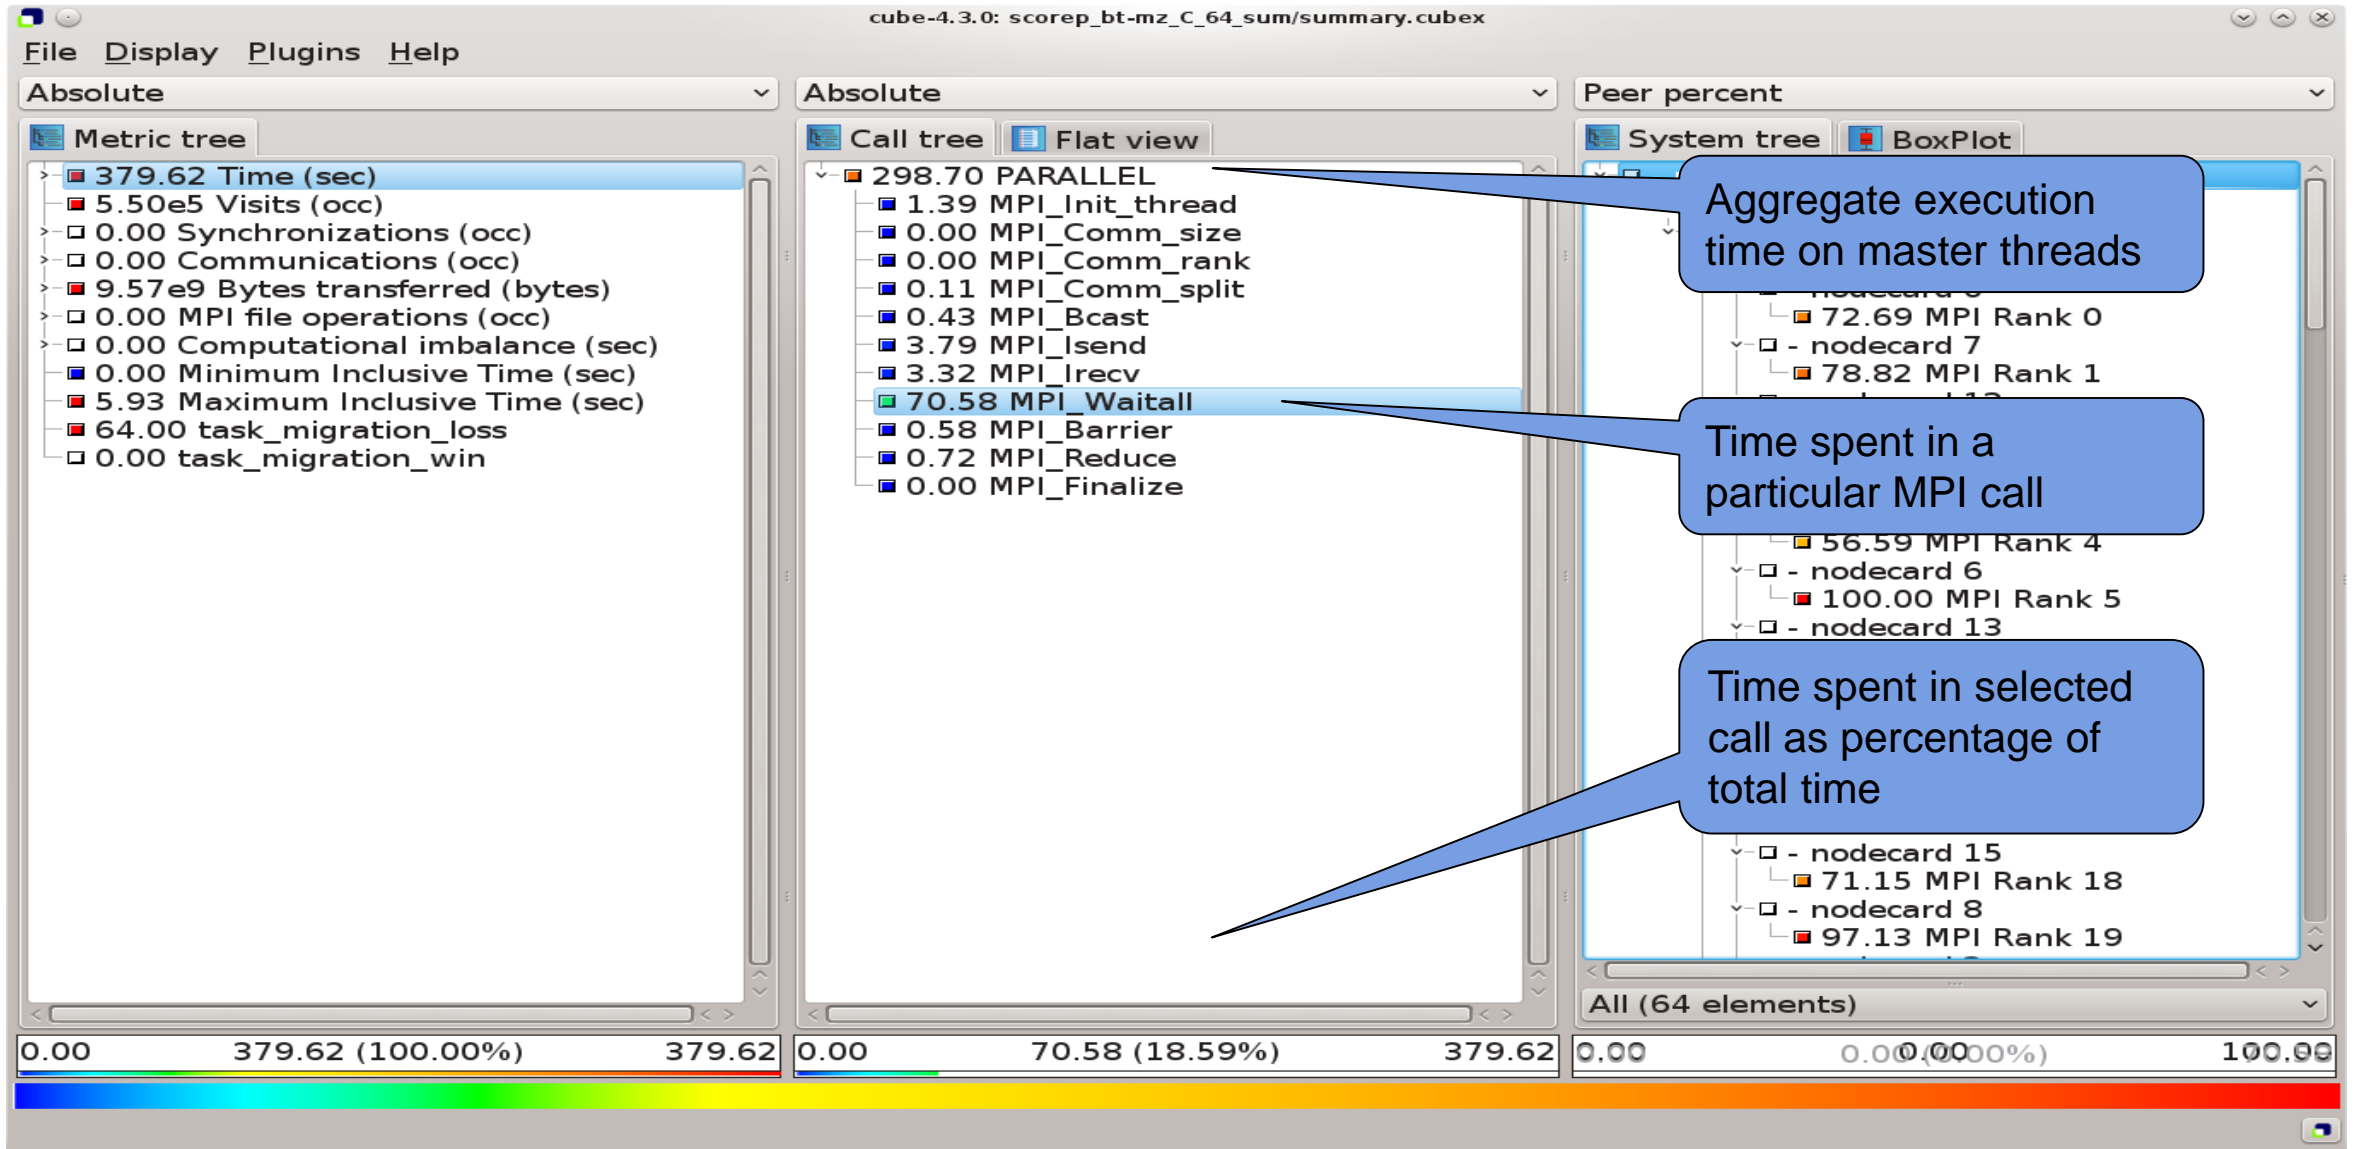 cube-4.3.0: scorep_bt-mz_C_64_sum/summary.cubex
File Display Plugins Help
Absolute
Metric tree
379.62 Time (sec)
5.50e5 Visits (occ)
0.00 Synchronizations (occ)
0.00 Communications (occ)
9.57e9 Bytes transferred (bytes)
0.00 MPI file operations (occ)
0.00 Computational imbalance (sec)
0.00 Minimum Inclusive Time (sec)
5.93 Maximum Inclusive Time (sec)
64.00 task_migration_loss
0.00 task_migration_win
0.00 379.62 (100.00%) 379.62
Absolute
Call tree Flat view
298.70 PARALLEL
1.39 MPI_Init_thread
0.00 MPI_Comm_size
0.00 MPI_Comm_rank
0.11 MPI_Comm_split
0.43 MPI_Bcast
3.79 MPI_Isend
3.32 MPI_Irecv
70.58 MPI_Waitall
0.58 MPI_Barrier
0.72 MPI_Reduce
0.00 MPI_Finalize
0.00 70.58 (18.59%) 379.62
Peer percent
System tree BoxPlot
Aggregate execution
time on master threads
72.69 MPI Rank 0
- nodecard 7
78.82 MPI Rank 1
Time spent in a
particular MPI call
56.59 MPI Rank 4
- nodecard 6
100.00 MPI Rank 5
- nodecard 13
Time spent in selected
call as percentage of
total time
- nodecard 15
71.15 MPI Rank 18
- nodecard 8
97.13 MPI Rank 19
All (64 elements)
0.00